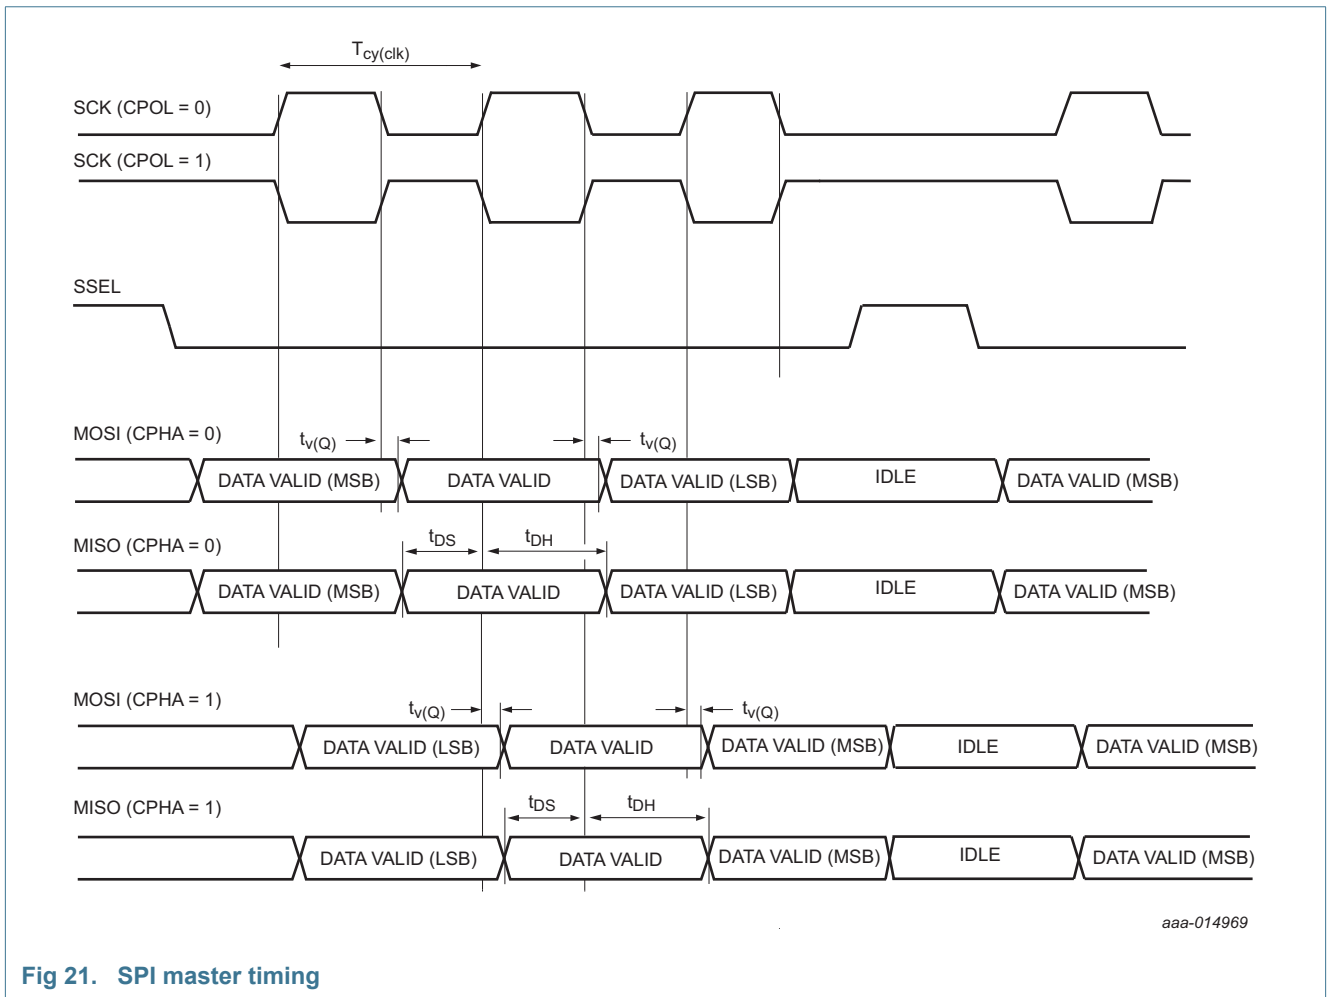 Tcy(clk)
SCK (CPOL = 0)
SCK (CPOL = 1)
SSEL
MOSI (CPHA = 0)
tv(Q)
tv(Q)
DATA VALID (MSB) DATA VALID DATA VALID (LSB) IDLE DATA VALID (MSB)
MISO (CPHA = 0)
tDS tDH
DATA VALID (MSB) DATA VALID DATA VALID (LSB) IDLE DATA VALID (MSB)
MOSI (CPHA = 1)
tv(Q)
tv(Q)
DATA VALID (LSB) DATA VALID DATA VALID (MSB) IDLE DATA VALID (MSB)
MISO (CPHA = 1)
tDS tDH
DATA VALID (LSB) DATA VALID DATA VALID (MSB) IDLE DATA VALID (MSB)
aaa-014969
Fig 21. SPI master timing